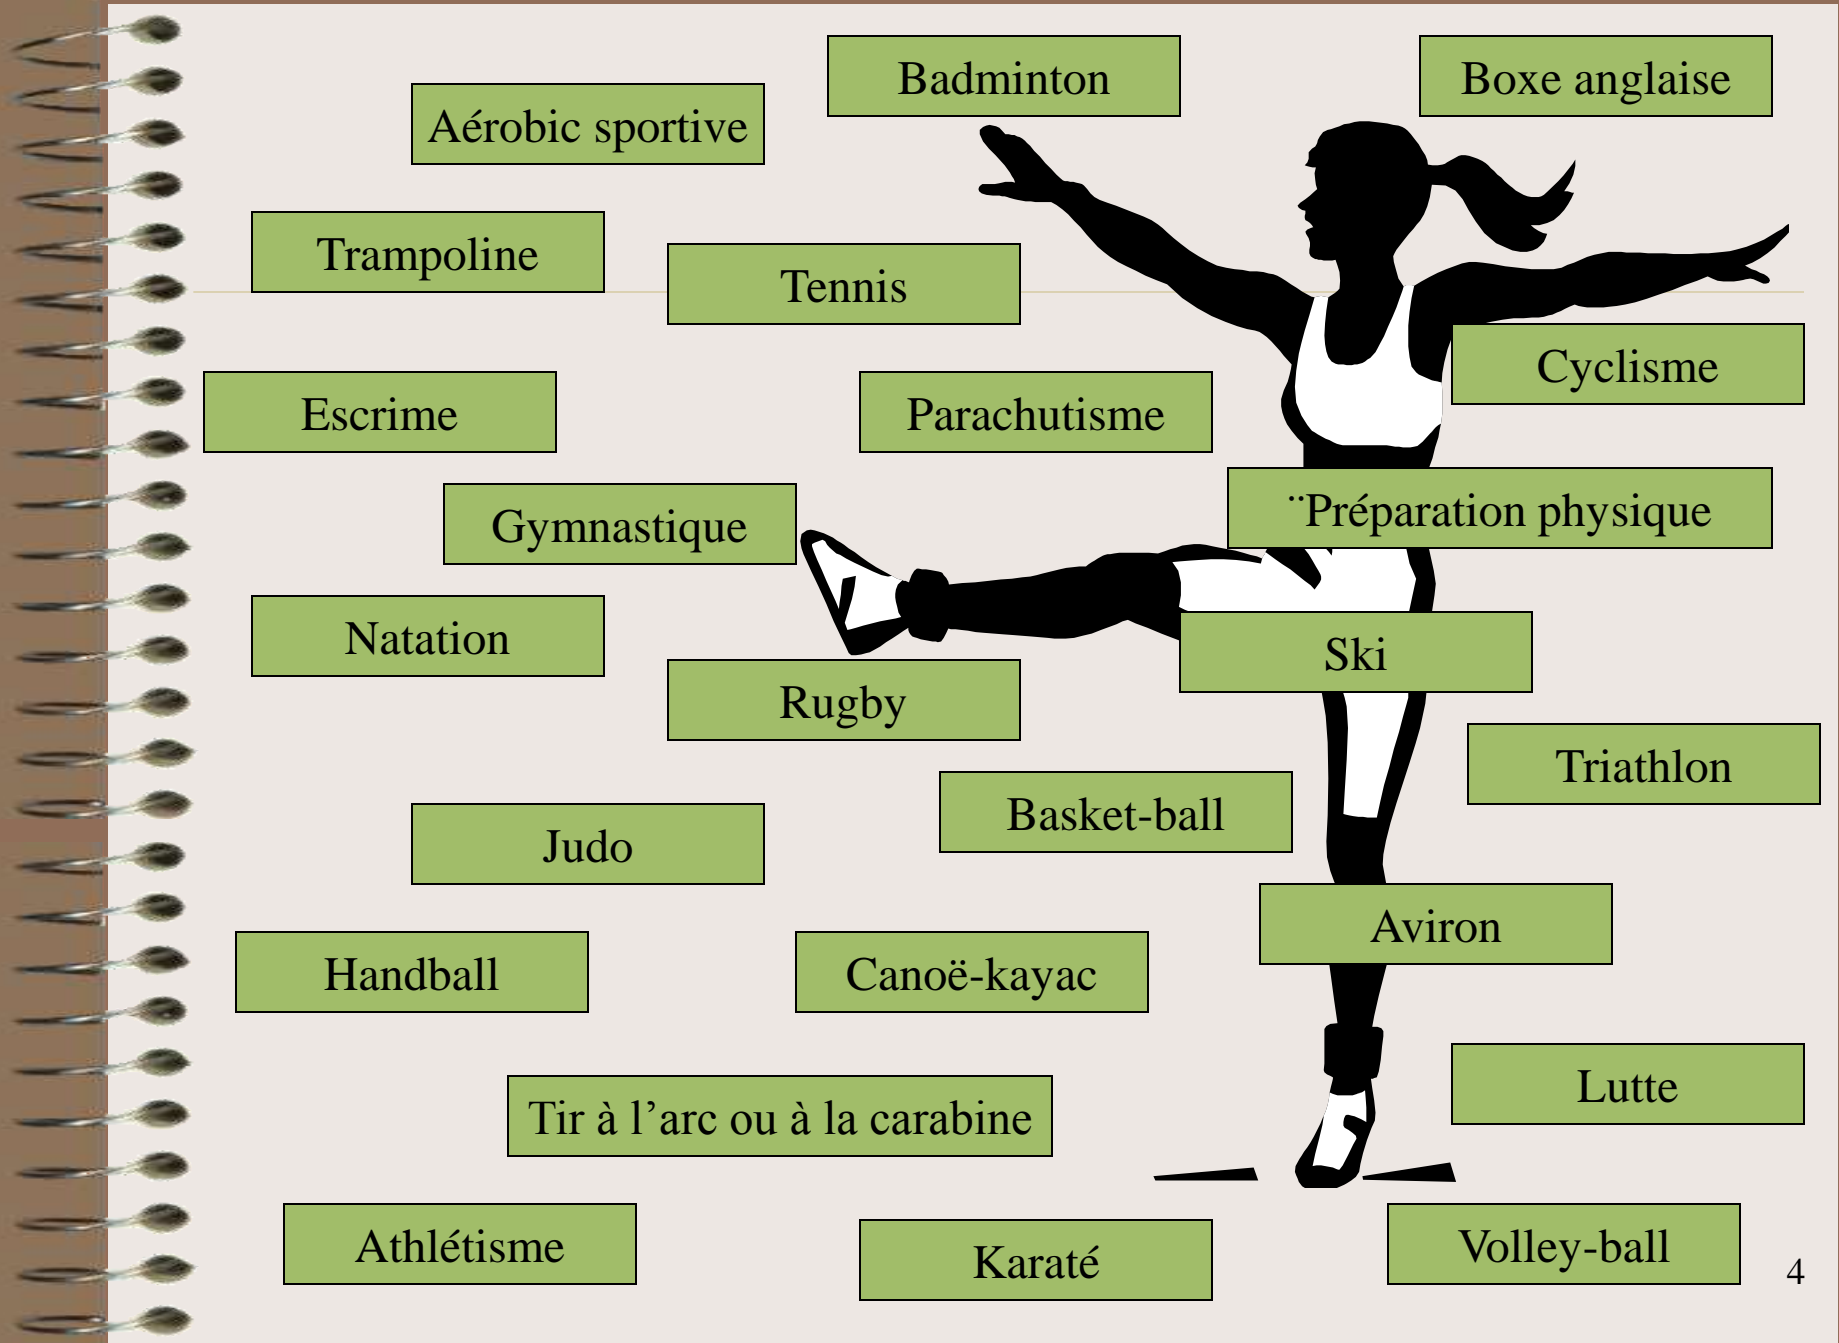 Badminton
Boxe anglaise
Aérobic sportive
Trampoline
Tennis
Cyclisme
Escrime
Parachutisme
¨Préparation physique
Gymnastique
Natation
Ski
Rugby
Triathlon
Basket-ball
Judo
Aviron
Handball
Canoë-kayac
Lutte
Tir à l’arc ou à la carabine
Athlétisme
Karaté
Volley-ball
4